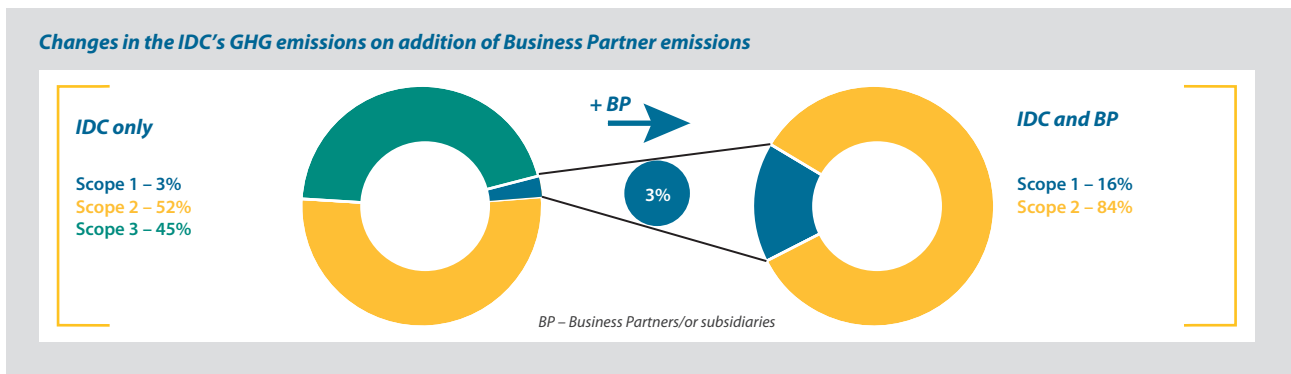 Changes in the IDC's GHG emissions on addition of Business Partner emissions
IDC only
Scope 1 – 3%
Scope 2 – 52%
Scope 3 – 45%
+ BP
3%
IDC and BP
Scope 1 – 16%
Scope 2 – 84%
BP – Business Partners/or subsidiaries